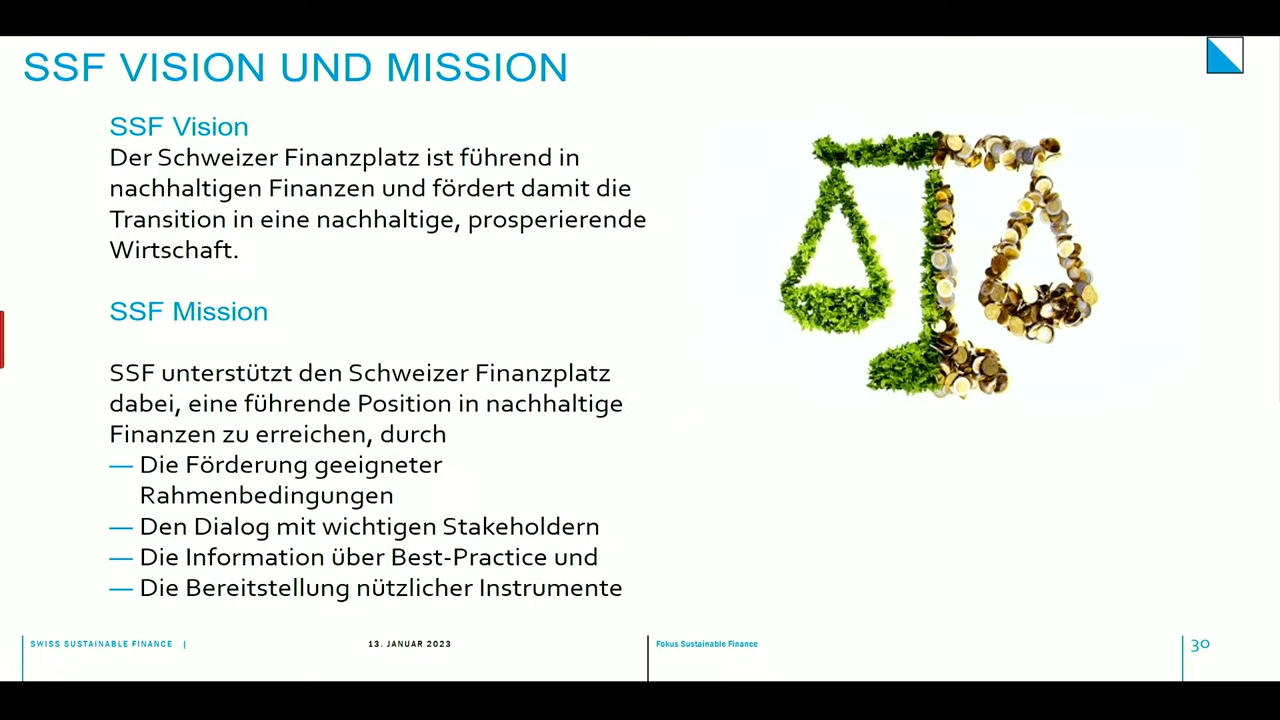 SSF VISION UND MISSION
SSF Vision
Der Schweizer Finanzplatz ist führend in
nachhaltigen Finanzen und fördert damit die
Transition in eine nachhaltige, prosperierende
Wirtschaft.
SSF Mission
SSF unterstützt den Schweizer Finanzplatz
dabei, eine führende Position in nachhaltige
Finanzen zu erreichen, durch
— Die Förderung geeigneter
Rahmenbedingungen
— Den Dialog mit wichtigen Stakeholdern
— Die Information über Best-Practice und
— Die Bereitstellung nützlicher Instrumente
SWISS SUSTAINABLE FINANCE | 13. JANUAR 2023 Fokus Sustainable Finance 30